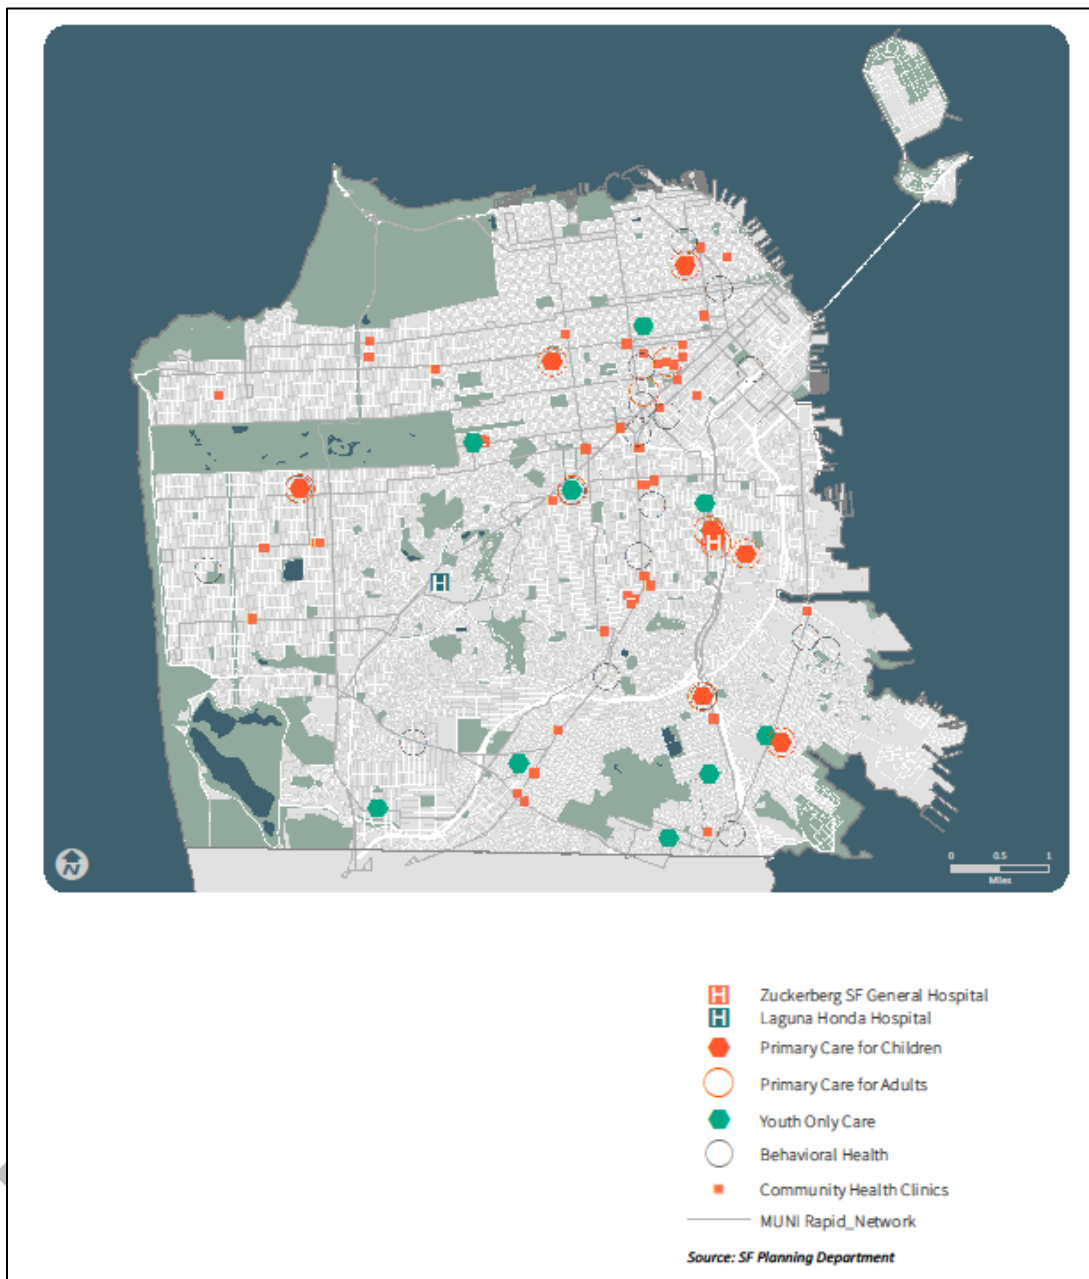 H
H
N
0 0.5 1
Miles
H Zuckerberg SF General Hospital
H Laguna Honda Hospital
Primary Care for Children
Primary Care for Adults
Youth Only Care
Behavioral Health
Community Health Clinics
MUNI Rapid_Network
Source: SF Planning Department